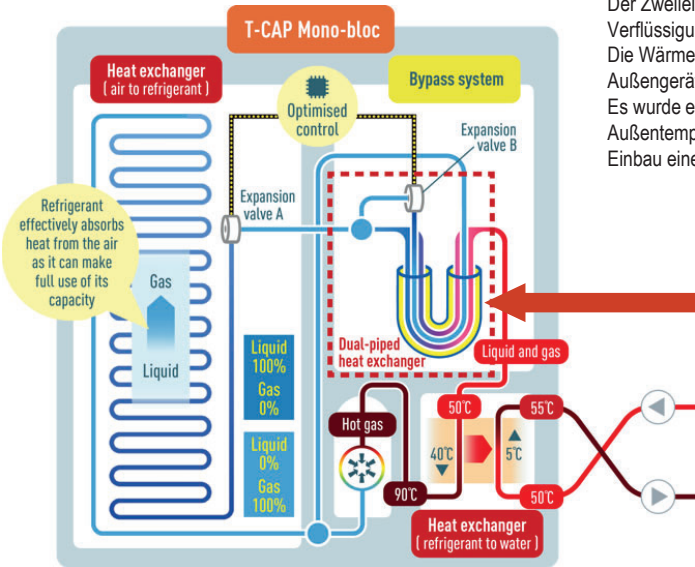 T-CAP Mono-bloc
Heat exchanger
( air to refrigerant )
Optimised
control
Bypass system
Expansion
valve B
Expansion
valve A
Refrigerant
effectively absorbs
heat from the air
as it can make
full use of its
capacity
Gas
Liquid
Liquid
100%
Gas
0%
Liquid
0%
Gas
100%
Dual-piped
heat exchanger
Liquid and gas
Hot gas
90℃
50℃
40℃
5℃
55℃
50℃
Heat exchanger
( refrigerant to water )
Verflüssigu
Die Wärme
Außengerä
Es wurde e
Außentemp
Einbau eine